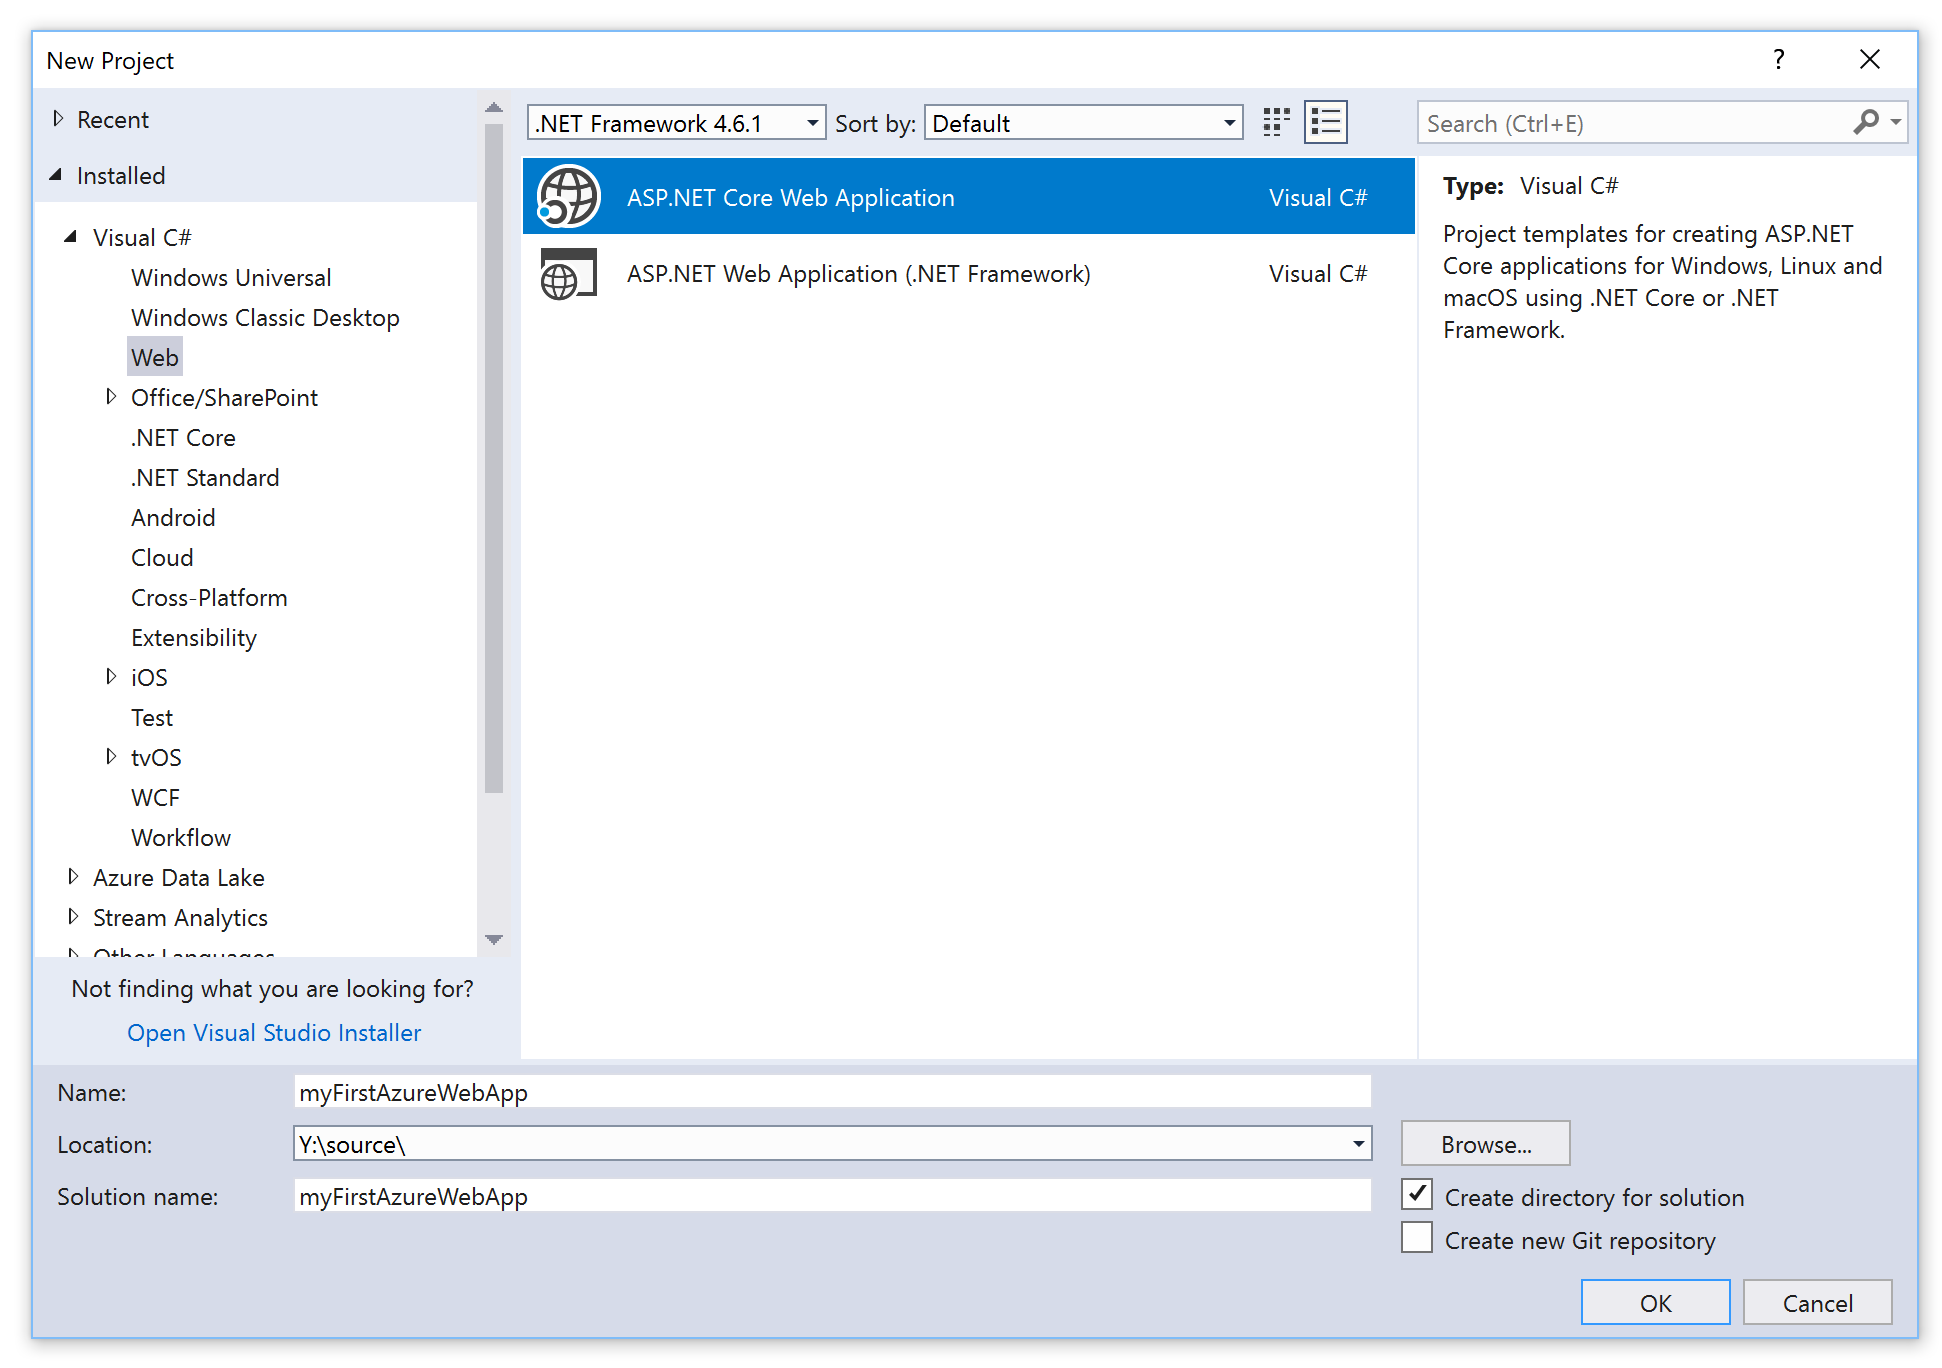 New Project
?
Recent
Installed
.NET Framework 4.6.1
Sort by:
Default
Search (Ctrl+E)
Visual C#
Windows Universal
Windows Classic Desktop
Web
Office/SharePoint
.NET Core
.NET Standard
Android
Cloud
Cross-Platform
Extensibility
iOS
Test
tvOS
WCF
Workflow
Azure Data Lake
Stream Analytics
Other Languages
Not finding what you are looking for?
Open Visual Studio Installer
ASP.NET Core Web Application Visual C#
ASP.NET Web Application (.NET Framework) Visual C#
Type: Visual C#
Project templates for creating ASP.NET
Core applications for Windows, Linux and
macOS using .NET Core or .NET
Framework.
Name: myFirstAzureWebApp
Location: Y:\source\
Browse...
Solution name: myFirstAzureWebApp
Create directory for solution
Create new Git repository
OK
Cancel